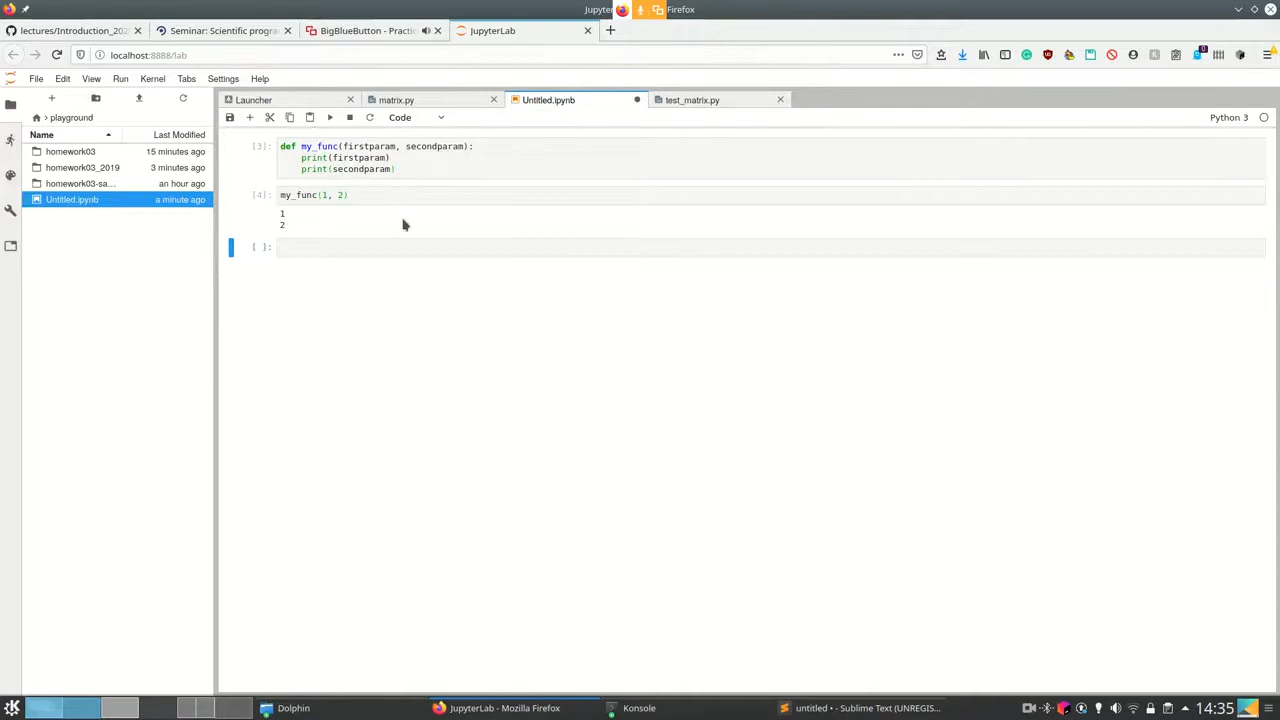 Jupyter
Firefox
lectures/Introduction_202
Seminar: Scientific progra
BigBlueButton - Practic
JupyterLab
localhost:8888/lab
0
File Edit View Run Kernel Tabs Settings Help
Launcher
matrix.py
Untitled.ipynb
test_matrix.py
playground
Code
Python 3
Name
Last Modified
homework03 15 minutes ago
homework03_2019 3 minutes ago
homework03-sa... an hour ago
Untitled.ipynb a minute ago
[3]: def my_func(firstparam, secondparam):
print(firstparam)
print(secondparam)
[4]: my_func(1, 2)
1
2
[ ]:
Dolphin
JupyterLab - Mozilla Firefox
Konsole
untitled • - Sublime Text (UNREGIS...
14:35